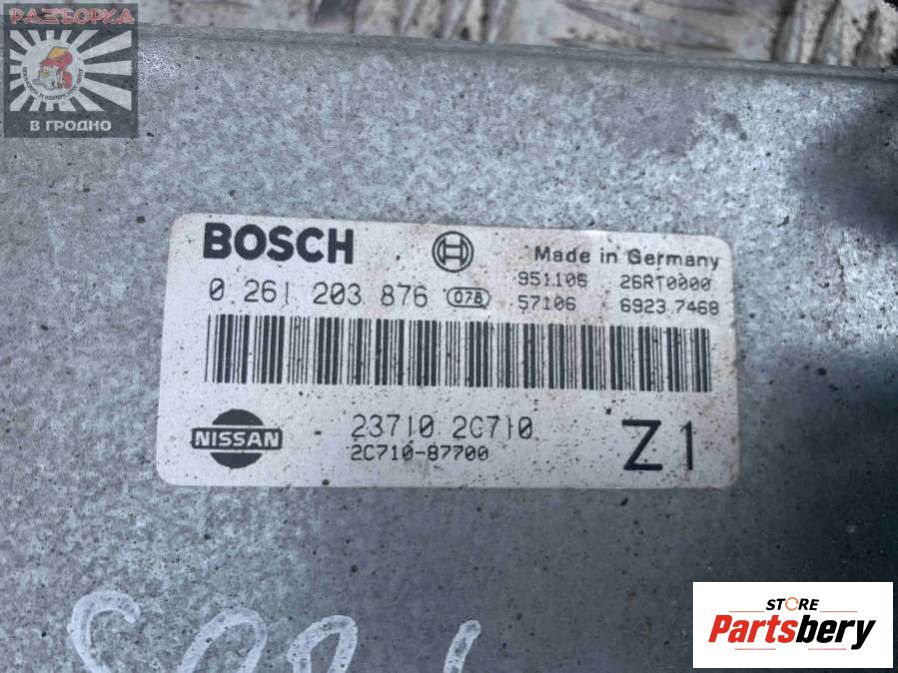 РАЗБОРКА
В ГРОДНО
BOSCH
Made in Germany
0 261 203 876 078
951106 26RT0000
57106 6923.7468
NISSAN
23710 2C710
2C710-87700
Z1
STORE
Partsbery